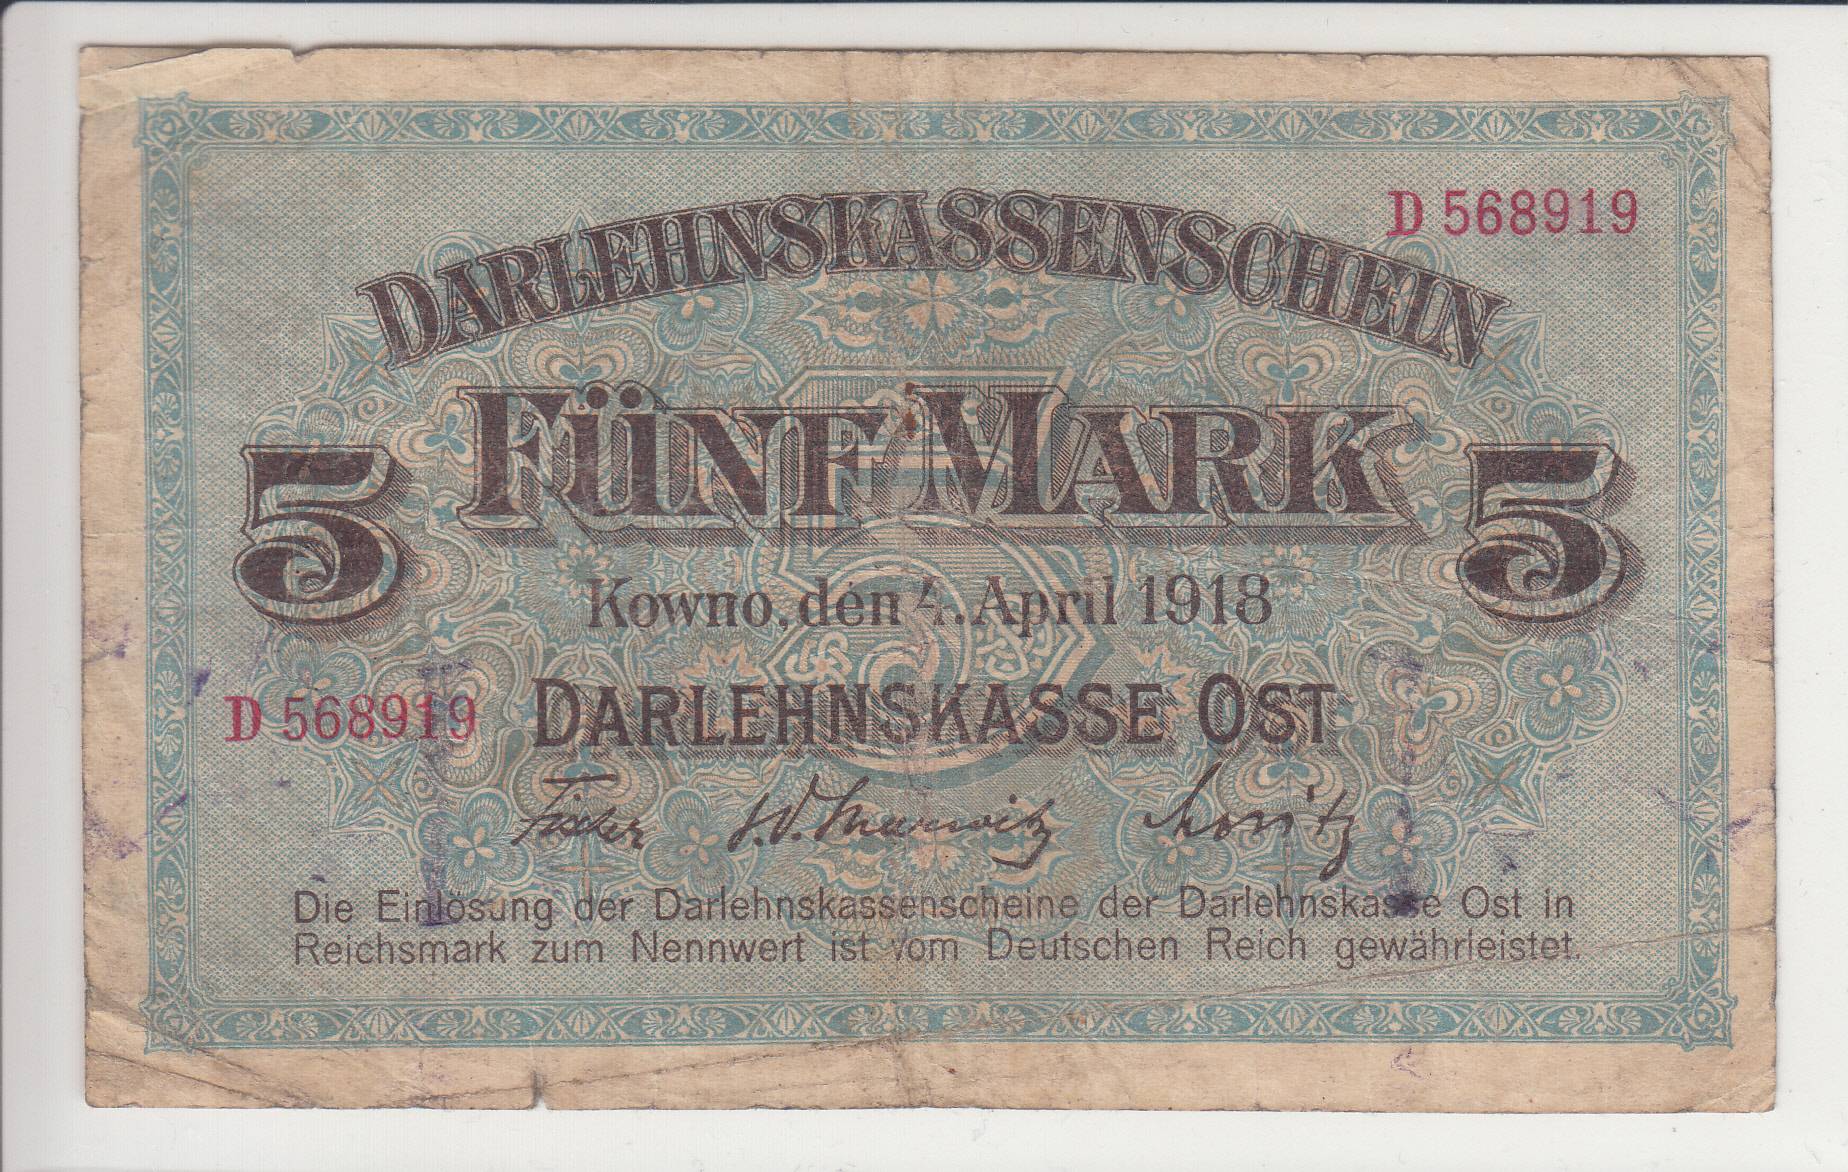 D 568919
DARLEHNSKASSENSCHEIN
FÜNF MARK
5 5
Kowno, den 4. April 1918
D 568919 DARLEHNSKASSE OST
Fischer
Die Einlösung der Darlehnskassenscheine der Darlehnskasse Ost in
Reichsmark zum Nennwert ist vom Deutschen Reich gewährleistet.